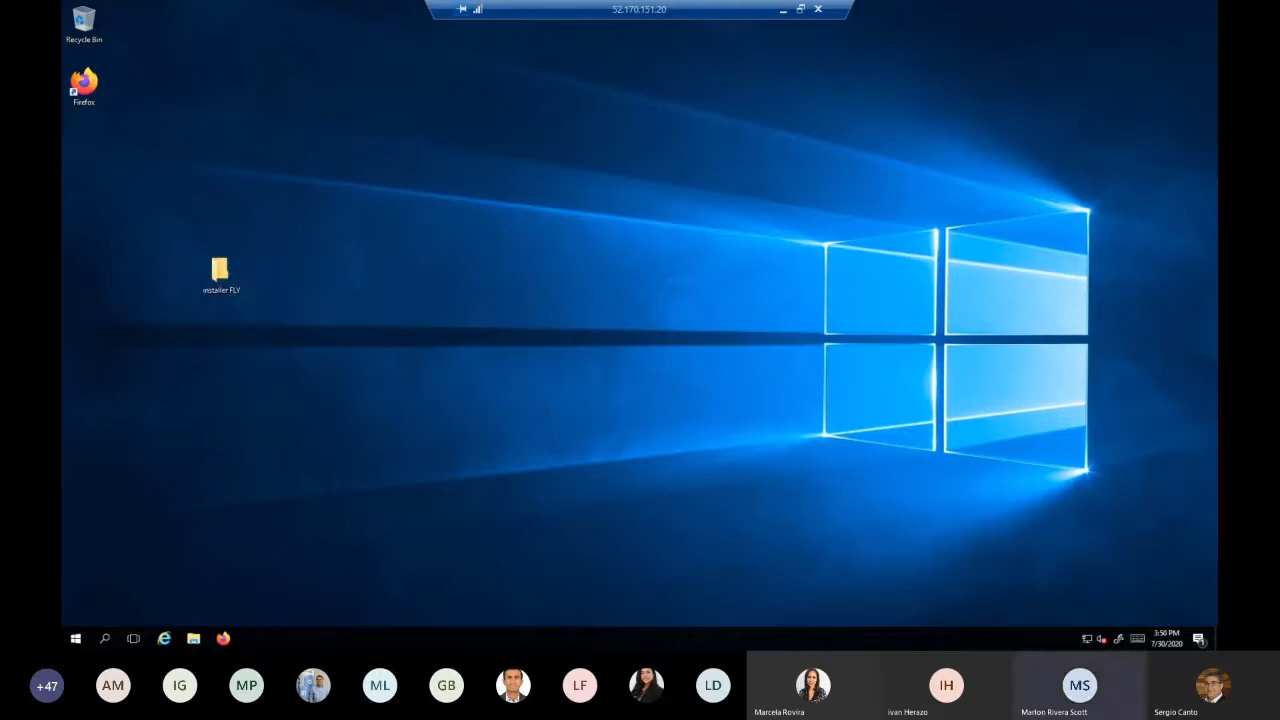 52.170.151.20
Recycle Bin
Firefox
Installer FLY
3:50 PM
7/30/2020
1
+47
AM
IG
MP
ML
GB
LF
LD
IH
MS
Marcela Rovira
ivan Herazo
Marlon Rivera Scott
Sergio Canto